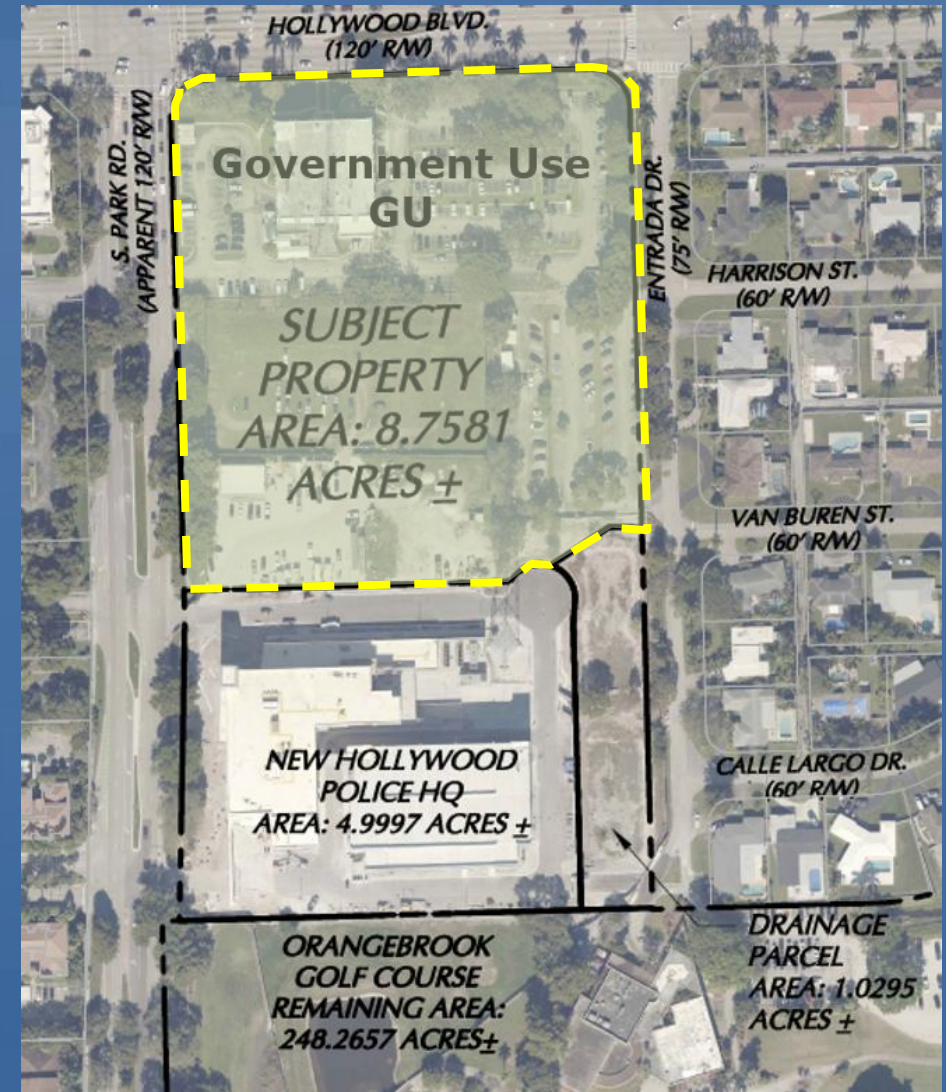 HOLLYWOOD BLVD.
(120' R/W)
S. PARK RD.
(APPARENT 120' R/W)
Government Use
GU
ENTRADA DR.
(75' R/W)
HARRISON ST.
(60' R/W)
SUBJECT
PROPERTY
AREA: 8.7581
ACRES ±
VAN BUREN ST.
(60' R/W)
NEW HOLLYWOOD
POLICE HQ
AREA: 4.9997 ACRES ±
CALLE LARGO DR.
(60' R/W)
ORANGEBROOK
GOLF COURSE
REMAINING AREA:
248.2657 ACRES±
DRAINAGE
PARCEL
AREA: 1.0295
ACRES ±